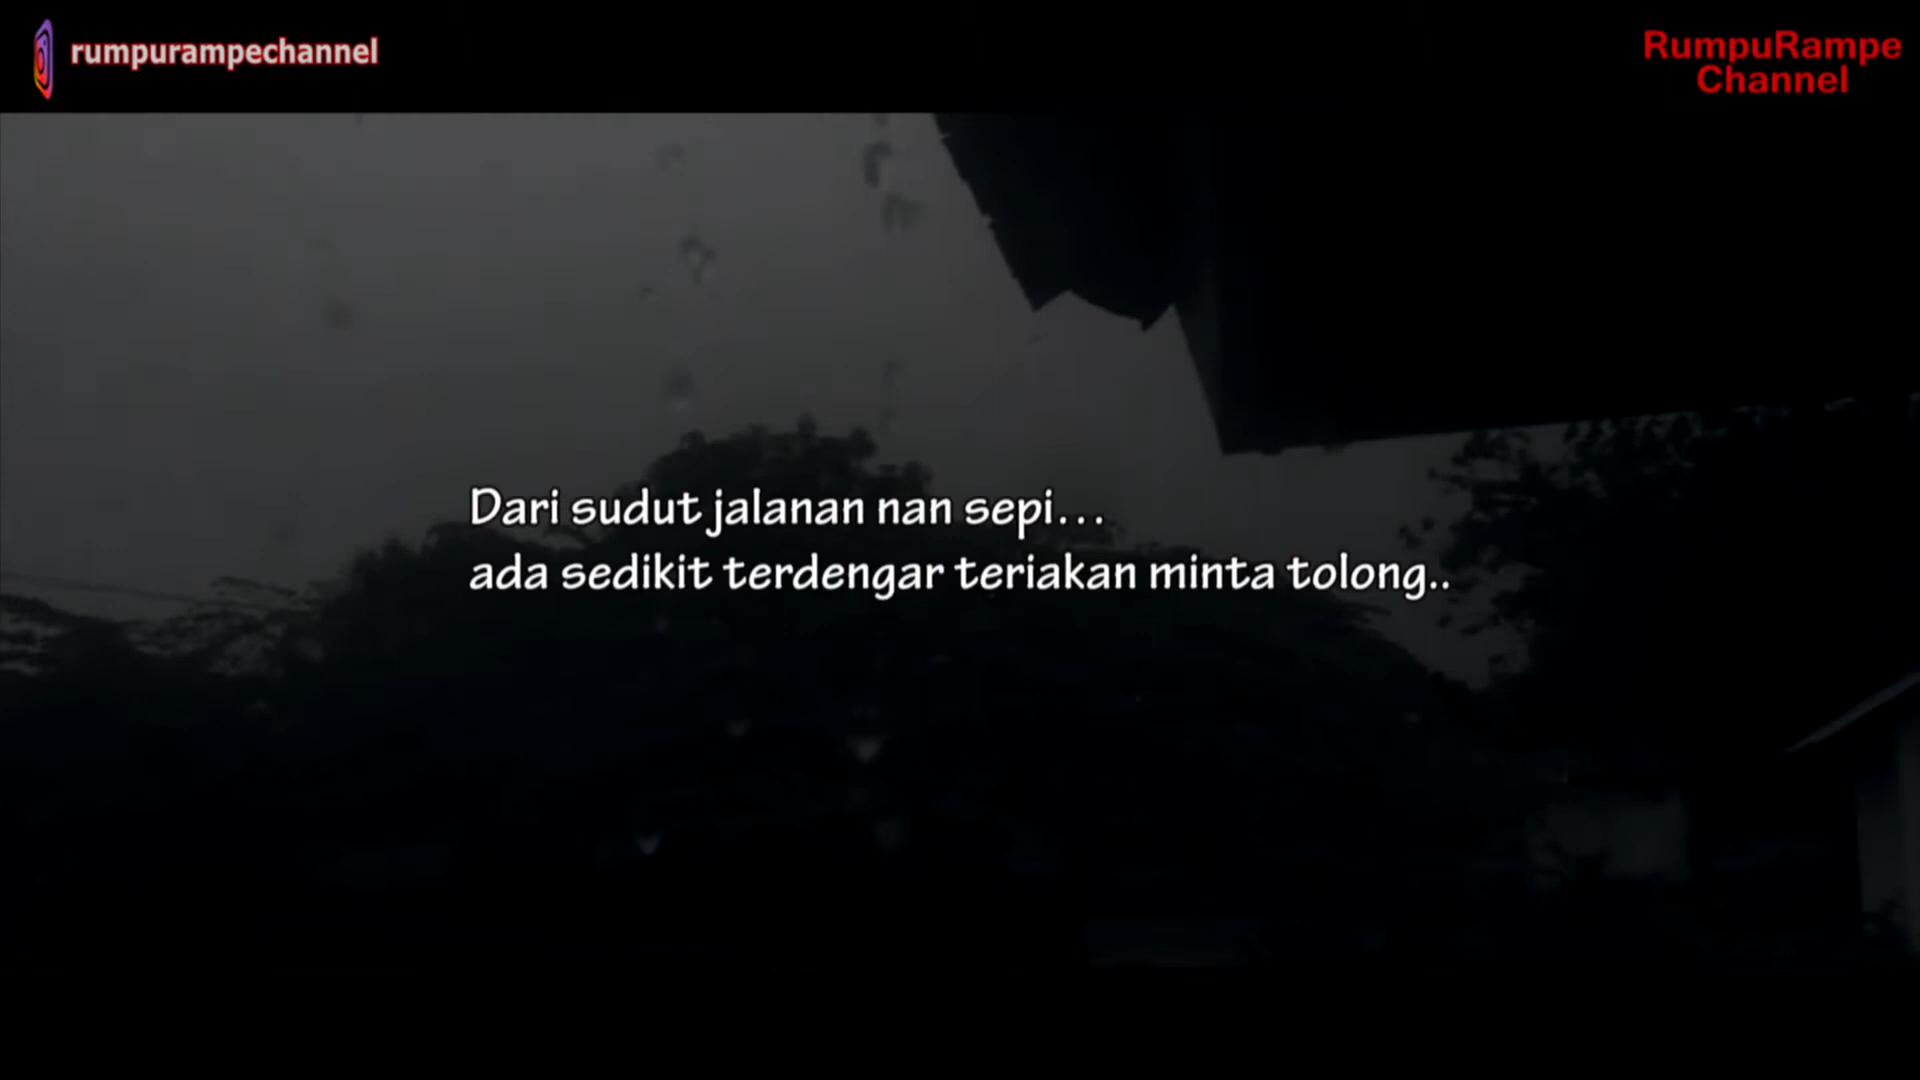 rumpurampechannel
RumpuRampe
Channel
Dari sudut jalanan nan sepi...
ada sedikit terdengar teriakan minta tolong..